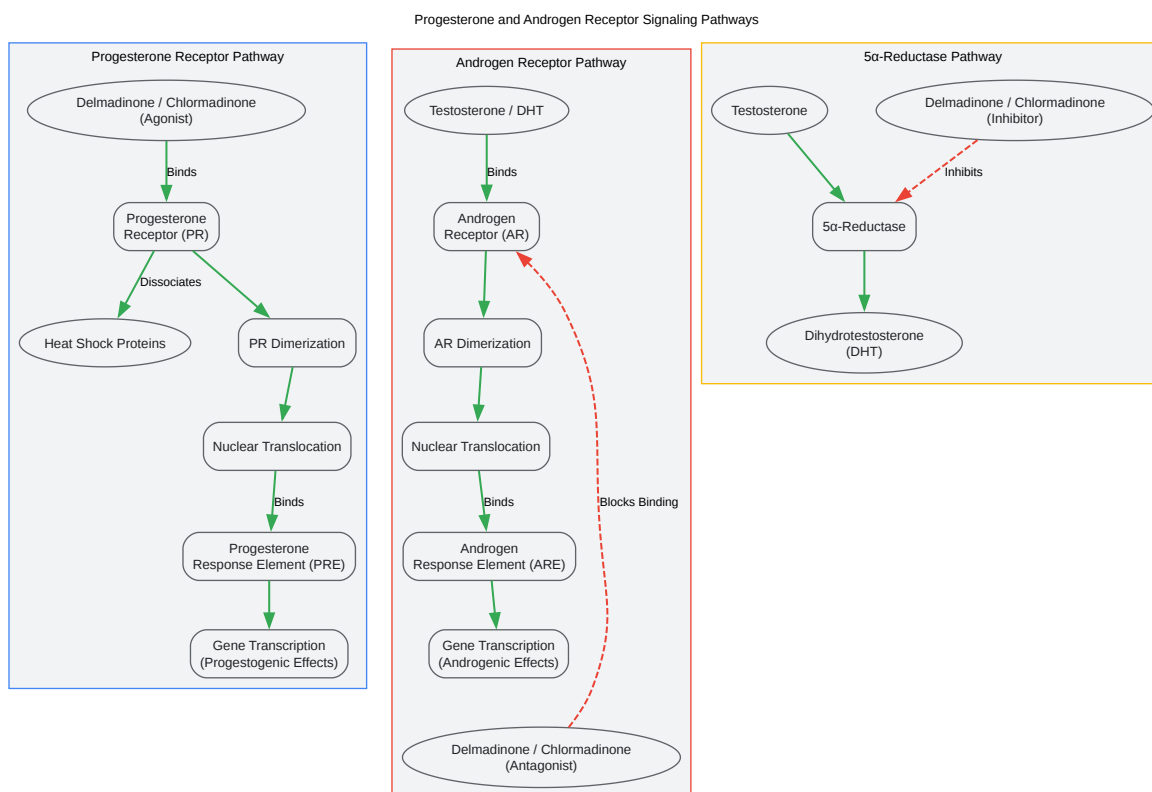 Progesterone and Androgen Receptor Signaling Pathways
Progesterone Receptor Pathway
Delmadinone / Chlormadinone
(Agonist)
Binds
Progesterone
Receptor (PR)
Dissociates
Heat Shock Proteins
PR Dimerization
Nuclear Translocation
Binds
Progesterone
Response Element (PRE)
Gene Transcription
(Progestogenic Effects)
Androgen Receptor Pathway
Testosterone / DHT
Binds
Androgen
Receptor (AR)
AR Dimerization
Nuclear Translocation
Binds
Blocks Binding
Androgen
Response Element (ARE)
Gene Transcription
(Androgenic Effects)
Delmadinone / Chlormadinone
(Antagonist)
5α-Reductase Pathway
Testosterone
Delmadinone / Chlormadinone
(Inhibitor)
Inhibits
5α-Reductase
Dihydrotestosterone
(DHT)